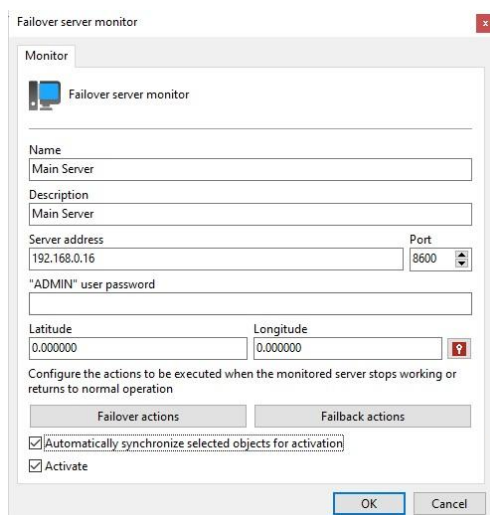 Failover server monitor
x
Monitor
Failover server monitor
Name
Main Server
Description
Main Server
Server address
Port
192.168.0.16
8600
"ADMIN" user password
Latitude
Longitude
0.000000
0.000000
Configure the actions to be executed when the monitored server stops working or
returns to normal operation
Failover actions
Failback actions
Automatically synchronize selected objects for activation
Activate
OK
Cancel